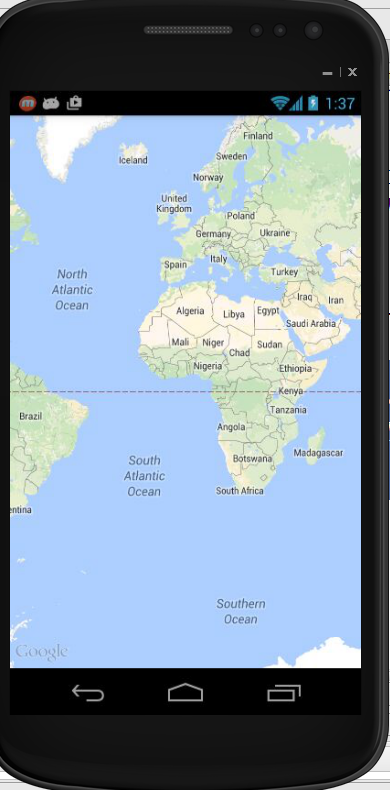 1:37
Finland
Iceland
Sweden
Norway
United
Kingdom
Poland
Germany
Ukraine
Italy
Spain
Turkey
North
Atlantic
Ocean
Iraq
Iran
Algeria
Libya
Egypt
Saudi Arabia
Mali
Niger
Sudan
Chad
Nigeria
Ethiopia
Kenya
Brazil
Tanzania
Angola
Madagascar
Botswana
South
Atlantic
Ocean
South Africa
entina
Southern
Ocean
Google